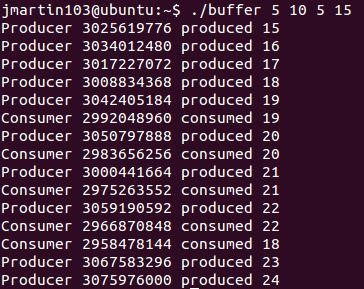 jmartin103@ubuntu:~$ ./buffer 5 10 5 15
Producer 3025619776 produced 15
Producer 3034012480 produced 16
Producer 3017227072 produced 17
Producer 3008834368 produced 18
Producer 3042405184 produced 19
Consumer 2992048960 consumed 19
Producer 3050797888 produced 20
Consumer 2983656256 consumed 20
Producer 3000441664 produced 21
Consumer 2975263552 consumed 21
Producer 3059190592 produced 22
Consumer 2966870848 consumed 22
Consumer 2958478144 consumed 18
Producer 3067583296 produced 23
Producer 3075976000 produced 24